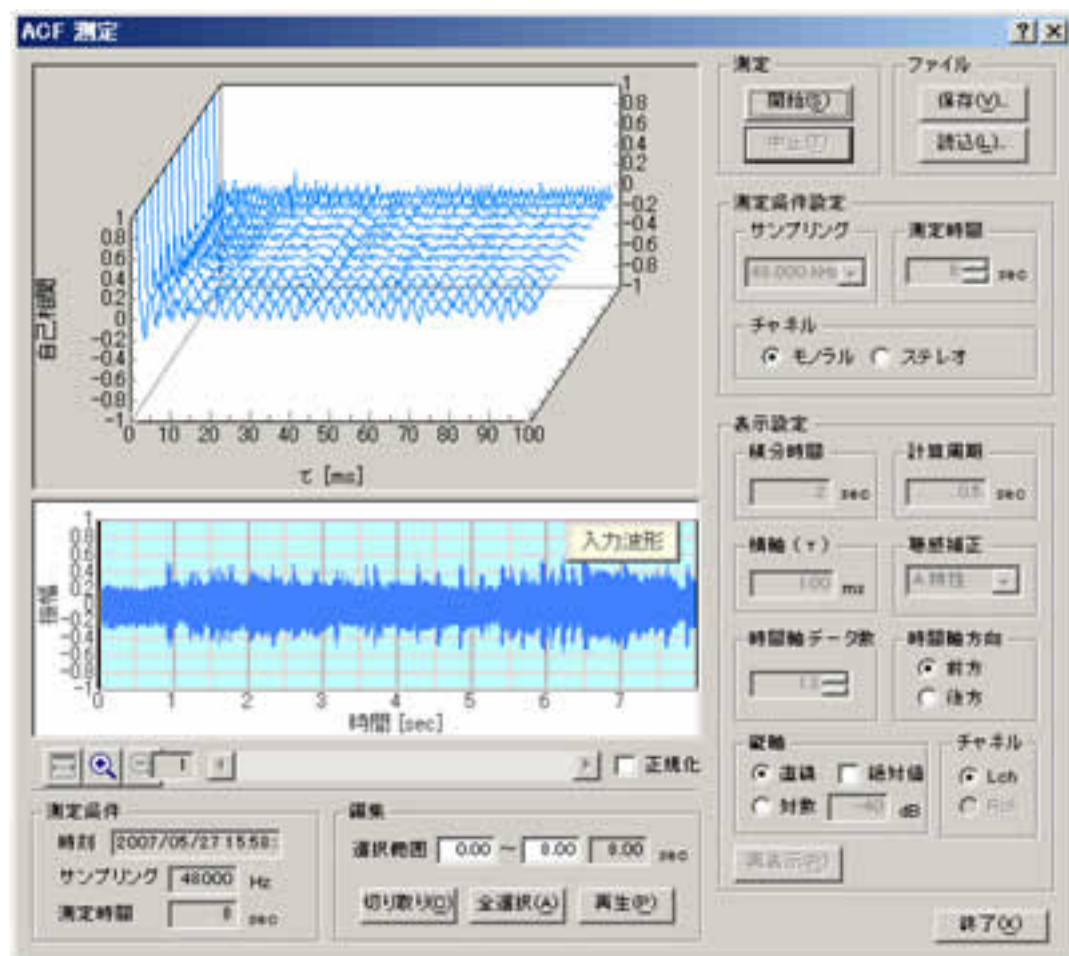 ACF 測定
測定
開始(S)
中止(T)
ファイル
保存(V)...
読込(L)...
測定条件設定
サンプリング
48.000 kHz
測定時間
8 sec
チャネル
モノラル ステレオ
表示設定
積分時間
2 sec
計算周期
0.5 sec
横軸(τ)
100 ms
聴感補正
A特性
時間軸データ数
時間軸方向
前方
後方
縦軸
直線 絶対値
対数 -40 dB
チャネル
Lch
Rch
再表示(P)
終了(X)
自己相関
1
0.8
0.6
0.4
0.2
0
-0.2
-0.4
-0.6
-0.8
-1
1
0.8
0.6
0.4
0.2
0
-0.2
-0.4
-0.6
-0.8
-1
0 10 20 30 40 50 60 70 80 90 100
τ [ms]
入力波形
振幅
1
0.8
0.6
0.4
0.2
0
-0.2
-0.4
-0.6
-0.8
-1
0 1 2 3 4 5 6 7
時間 [sec]
1
正規化
測定条件
時刻 2007/05/27 15:58:
サンプリング 48000 Hz
測定時間 8 sec
編集
選択範囲 0.00 ~ 8.00 8.00 sec
切り取り(C) 全選択(A) 再生(P)